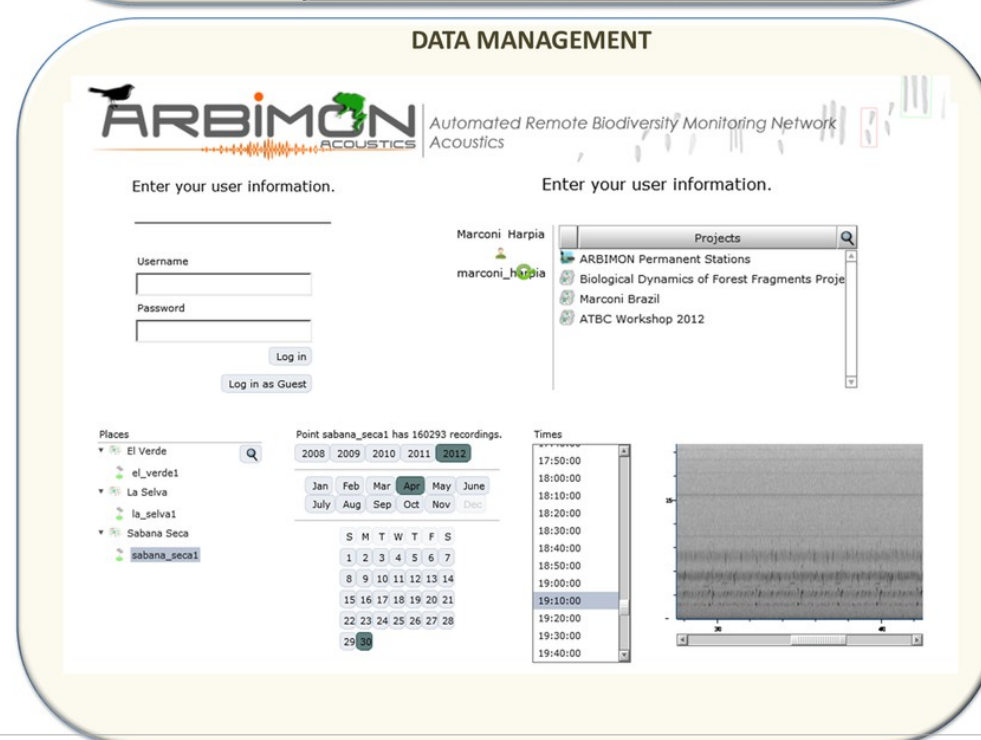 DATA MANAGEMENT
ARBIMON
ACOUSTICS
Automated Remote Biodiversity Monitoring Network
Acoustics
Enter your user information.
Username
Password
Log in
Log in as Guest
Enter your user information.
Marconi Harpia
marconi_harpia
Projects
ARBIMON Permanent Stations
Biological Dynamics of Forest Fragments Proje
Marconi Brazil
ATBC Workshop 2012
Places
El Verde
el_verde1
La Selva
la_selva1
Sabana Seca
sabana_seca1
Point sabana_seca1 has 160293 recordings.
2008 2009 2010 2011 2012
Jan Feb Mar Apr May June
July Aug Sep Oct Nov Dec
S M T W T F S
1 2 3 4 5 6 7
8 9 10 11 12 13 14
15 16 17 18 19 20 21
22 23 24 25 26 27 28
29 30
Times
17:50:00
18:00:00
18:10:00
18:20:00
18:30:00
18:40:00
18:50:00
19:00:00
19:10:00
19:20:00
19:30:00
19:40:00
15